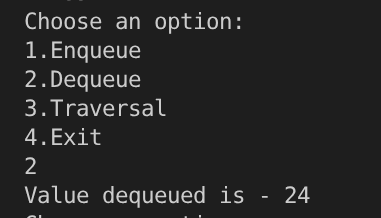 Choose an option:
1.Enqueue
2.Dequeue
3.Traversal
4.Exit
2
Value dequeued is - 24